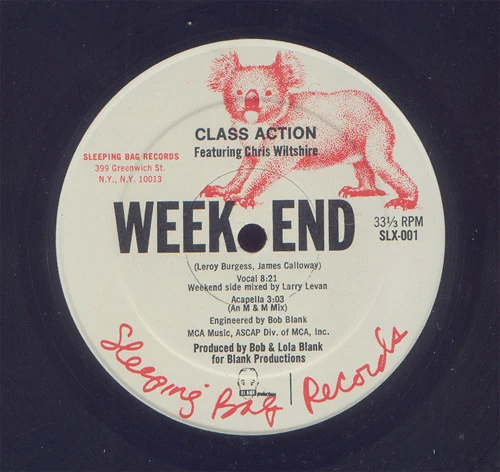 CLASS ACTION
Featuring Chris Wiltshire
SLEEPING BAG RECORDS
399 Greenwich St.
N.Y., N.Y. 10013
WEEK END
33⅓ RPM
SLX-001
(Leroy Burgess, James Calloway)
Vocal 8:21
Weekend side mixed by Larry Levan
Acapella 3:03
(An M & M Mix)
Engineered by Bob Blank
MCA Music, ASCAP Div. of MCA, Inc.
Produced by Bob & Lola Blank
for Blank Productions
BLANK productions
Sleeping Bag Records